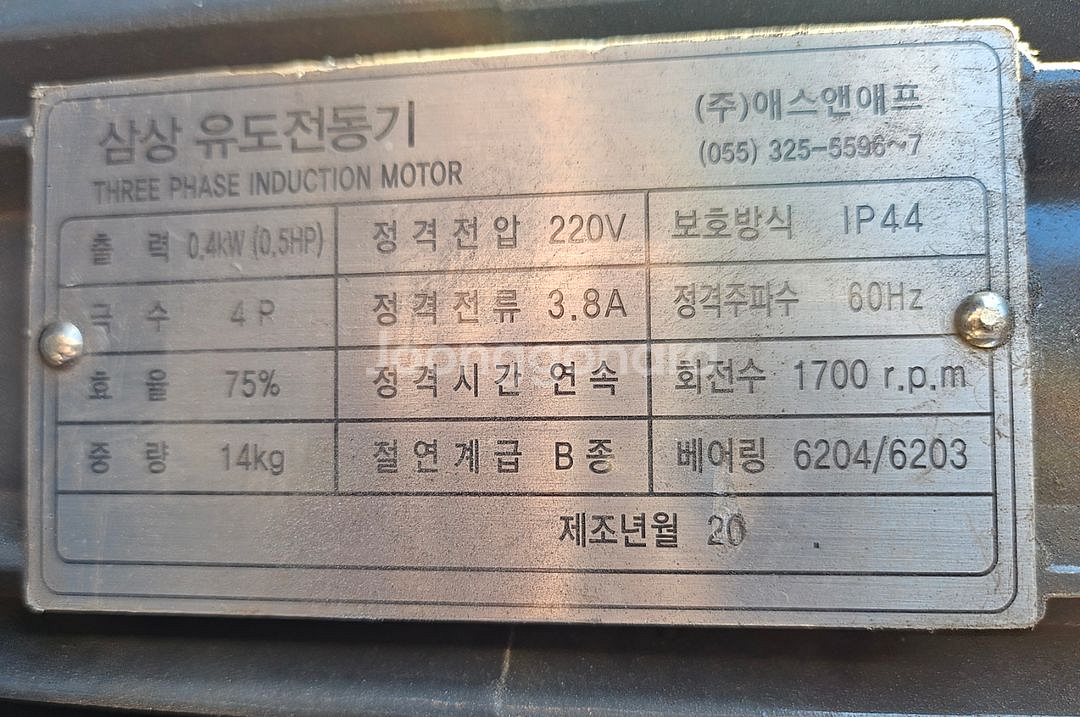 삼상 유도전동기
(주)애스앤애프
THREE PHASE INDUCTION MOTOR
(055) 325-5596~7
출 력 0.4kW (0.5HP) 정격전압 220V 보호방식 IP44
극 수 4P 정격전류 3.8A 정격주파수 60Hz
효 율 75% 정격시간 연속 회전수 1700 r.p.m
중 량 14kg 절연계급 B종 베어링 6204/6203
제조년월 20 .
Joonggonara